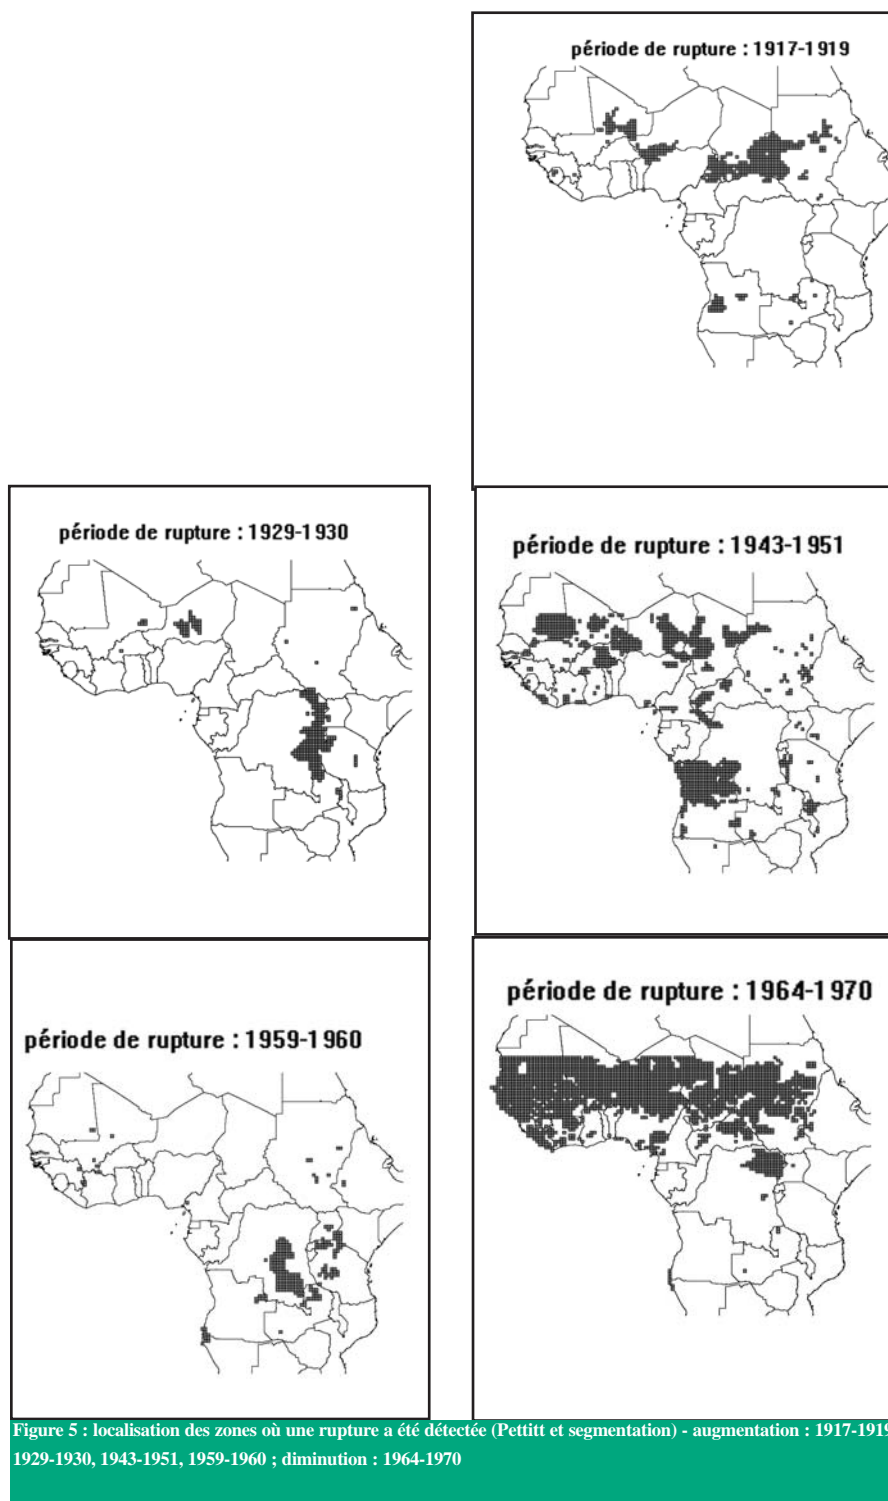 période de rupture : 1917-1919
période de rupture : 1929-1930
période de rupture : 1943-1951
période de rupture : 1959-1960
période de rupture : 1964-1970
Figure 5 : localisation des zones où une rupture a été détectée (Pettitt et segmentation) - augmentation : 1917-1919
1929-1930, 1943-1951, 1959-1960 ; diminution : 1964-1970